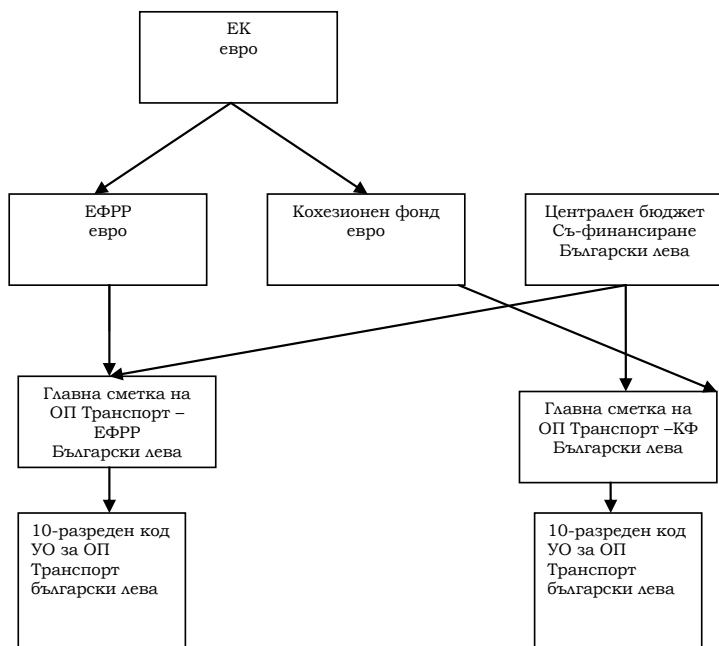 ЕК
евро
ЕФРР
евро
Кохезионен фонд
евро
Централен бюджет
Съ-финансиране
Български лева
Главна сметка на
ОП Транспорт –
ЕФРР
Български лева
Главна сметка на
ОП Транспорт –КФ
Български лева
10-разреден код
УО за ОП
Транспорт
български лева
10-разреден код
УО за ОП
Транспорт
български лева